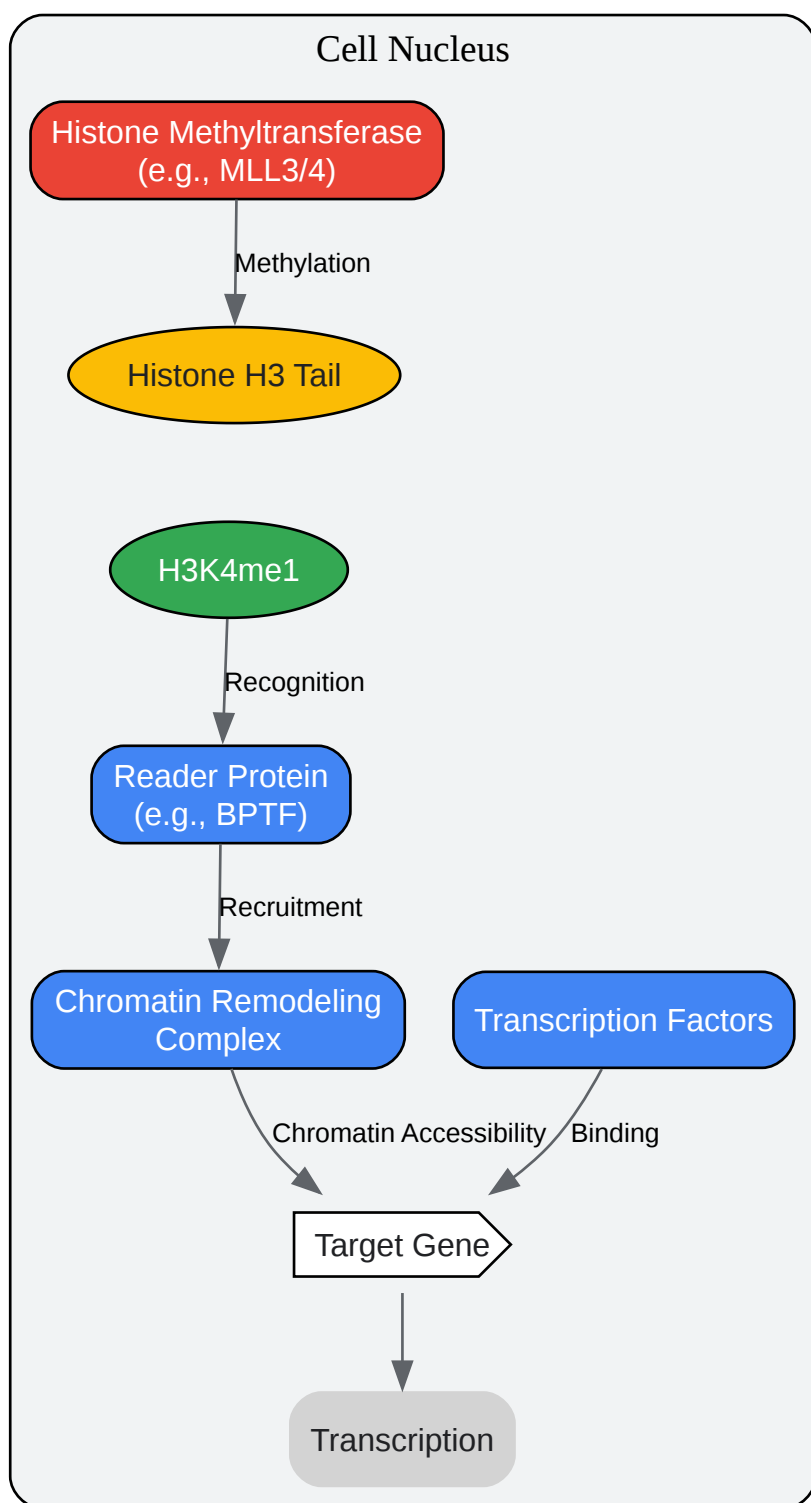 Cell Nucleus
Histone Methyltransferase
(e.g., MLL3/4)
Methylation
Histone H3 Tail
H3K4me1
Recognition
Reader Protein
(e.g., BPTF)
Recruitment
Chromatin Remodeling
Complex
Transcription Factors
Chromatin Accessibility
Binding
Target Gene
Transcription